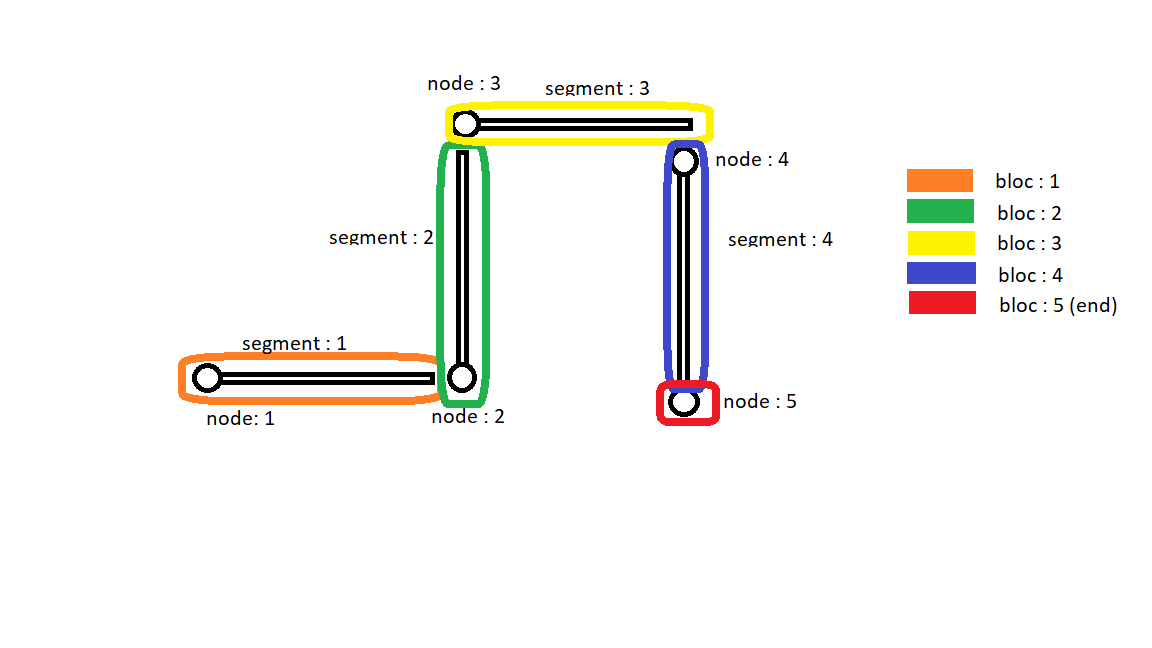 node : 3
segment : 3
node : 4
segment : 2
segment : 4
segment : 1
node: 1
node : 2
node : 5
bloc : 1
bloc : 2
bloc : 3
bloc : 4
bloc : 5 (end)